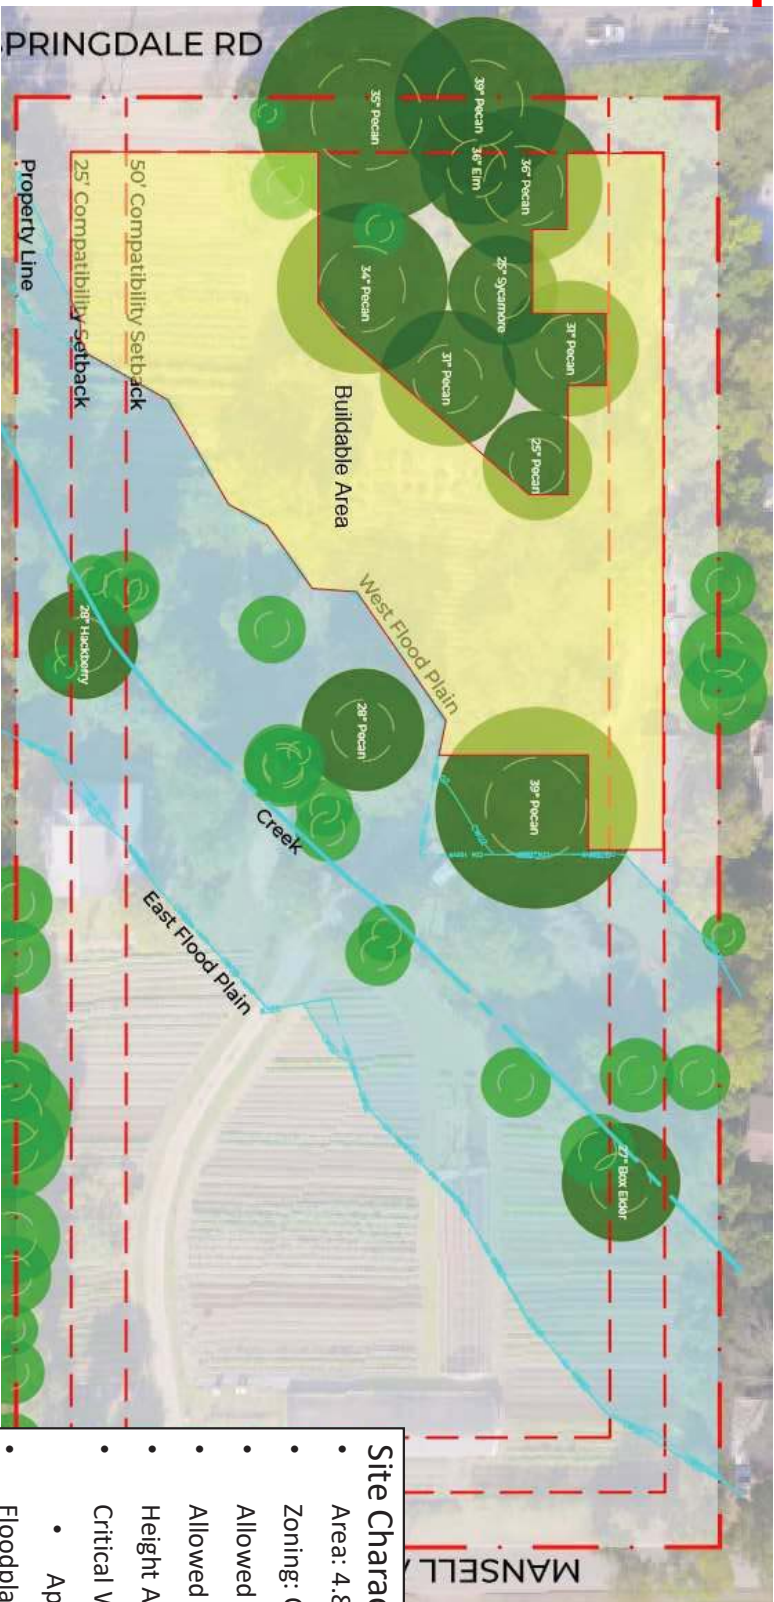 SPRINGDALE RD
35" Pecan
39" Pecan
36" Elm
36" Pecan
Property Line
25' Compatibility Setback
50' Compatibility Setback
34" Pecan
25" Sycamore
31" Pecan
31" Pecan
25" Pecan
Buildable Area
West Flood Plain
28" Hackberry
28" Pecan
39" Pecan
Creek
East Flood Plain
27" Box Elder
MANSELL
Site Charac
• Area: 4.8
• Zoning:
• Allowed
• Allowed
• Height A
• Critical W
• Ap
• Floodpla